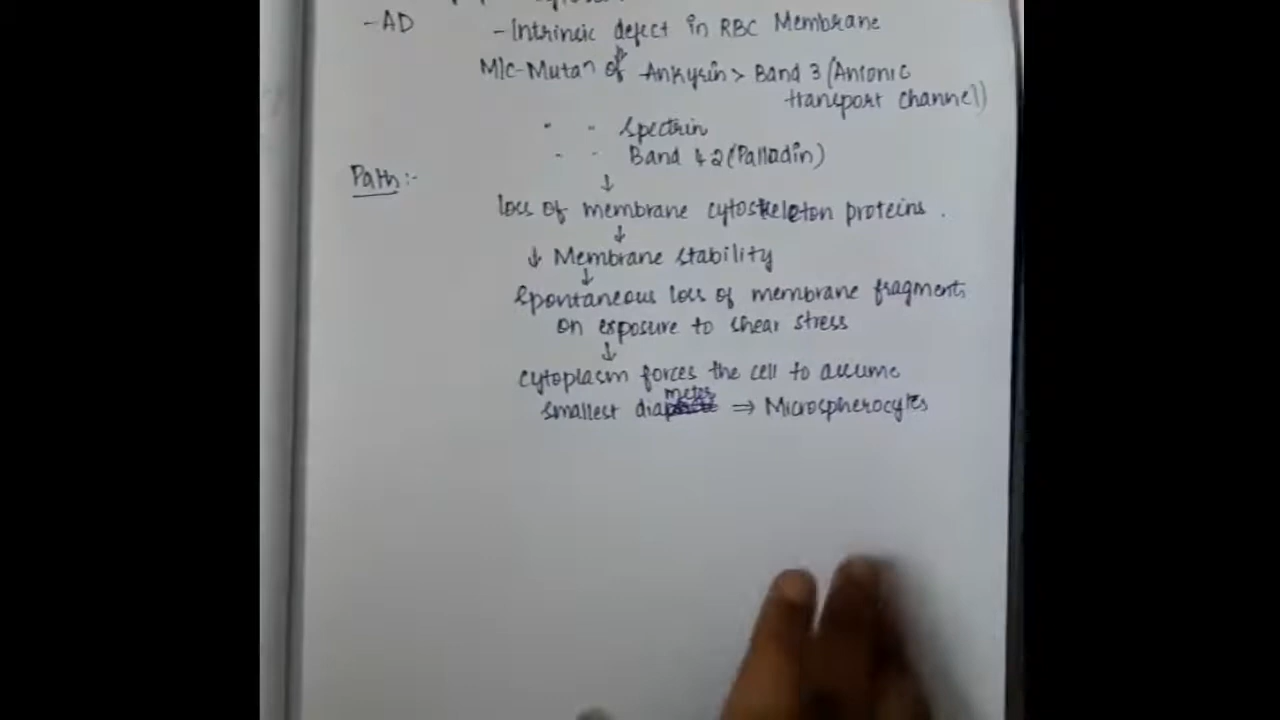 -AD
-Intrinsic defect in RBC Membrane
M/c-Mutaⁿ of Ankyrin > Band 3 (Anionic
transport channel)
" " Spectrin
" " Band 4.2 (Palladin)
Path:-
↓
loss of membrane cytoskeleton proteins.
↓
↓ Membrane stability
↓
Spontaneous loss of membrane fragments
on exposure to shear stress
↓
Cytoplasm forces the cell to assume
smallest diameter ⇒ Microspherocytes